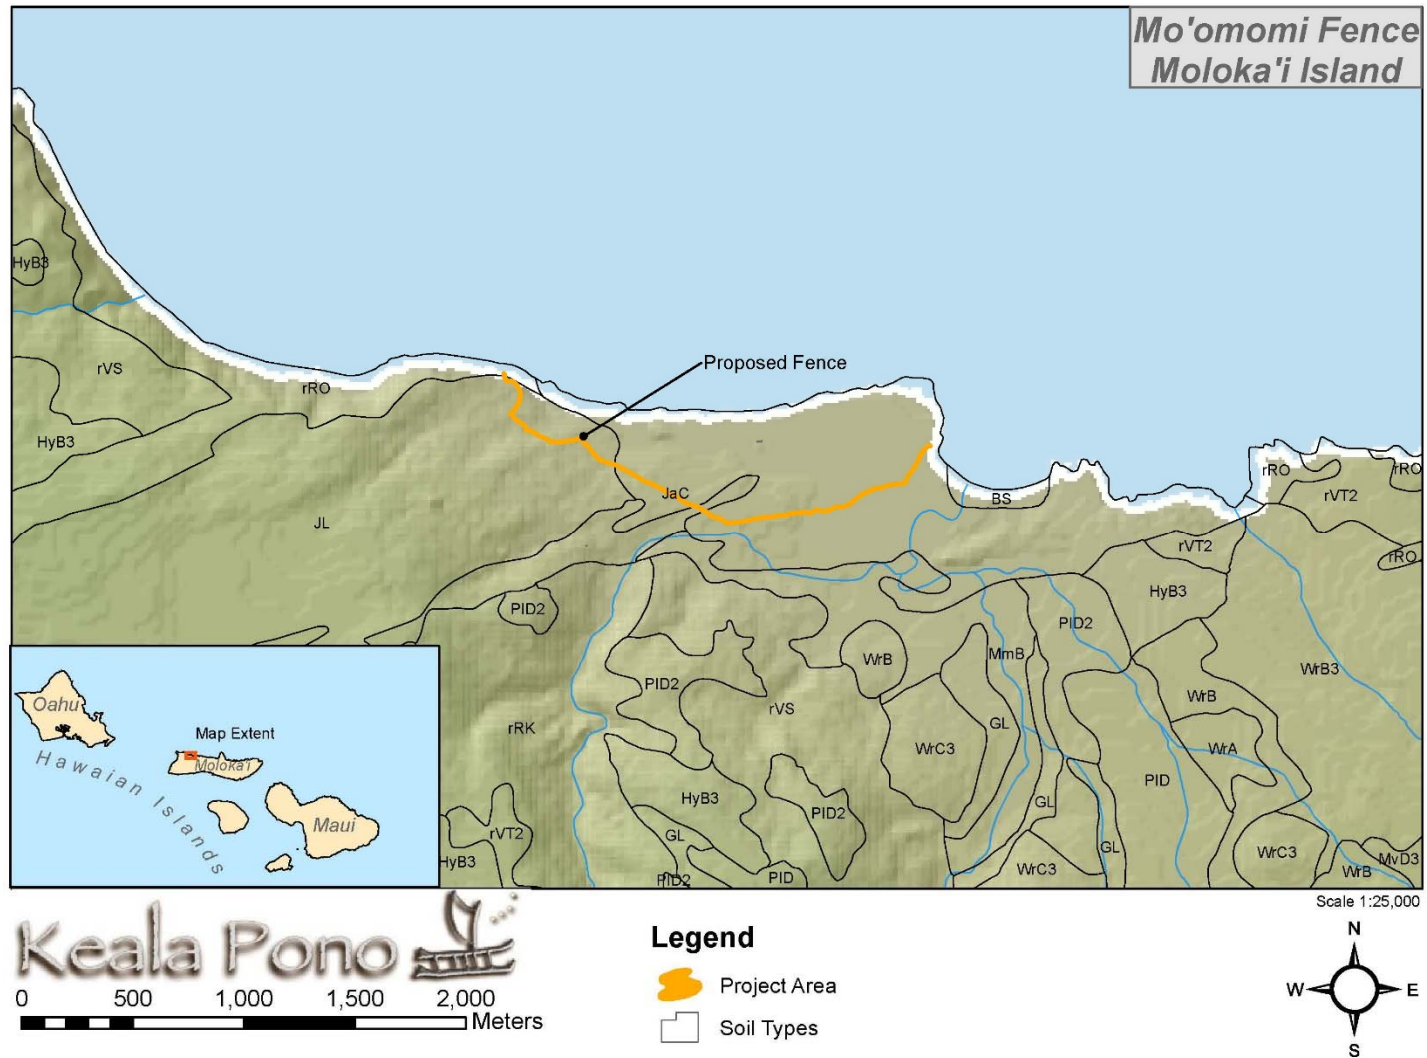 Mo'omomi Fence
Moloka'i Island
HyB3
rVS
rRO
HyB3
Proposed Fence
JL
JaC
BS
rRO
rRO
rVT2
rVT2
rRO
HyB3
PID2
PID2
WrB
MmB
WrB3
PID2
rVS
WrB
rRK
WrC3
GL
WrA
PID
HyB3
PID2
GL
GL
GL
rVT2
HyB3
PID2
PID
WrC3
WrC3
WrB
MvD3
Oahu
Map Extent
Moloka'i
Hawaiian Islands
Maui
Scale 1:25,000
Keala Pono
0 500 1,000 1,500 2,000
Meters
Legend
Project Area
Soil Types
N
W E
S